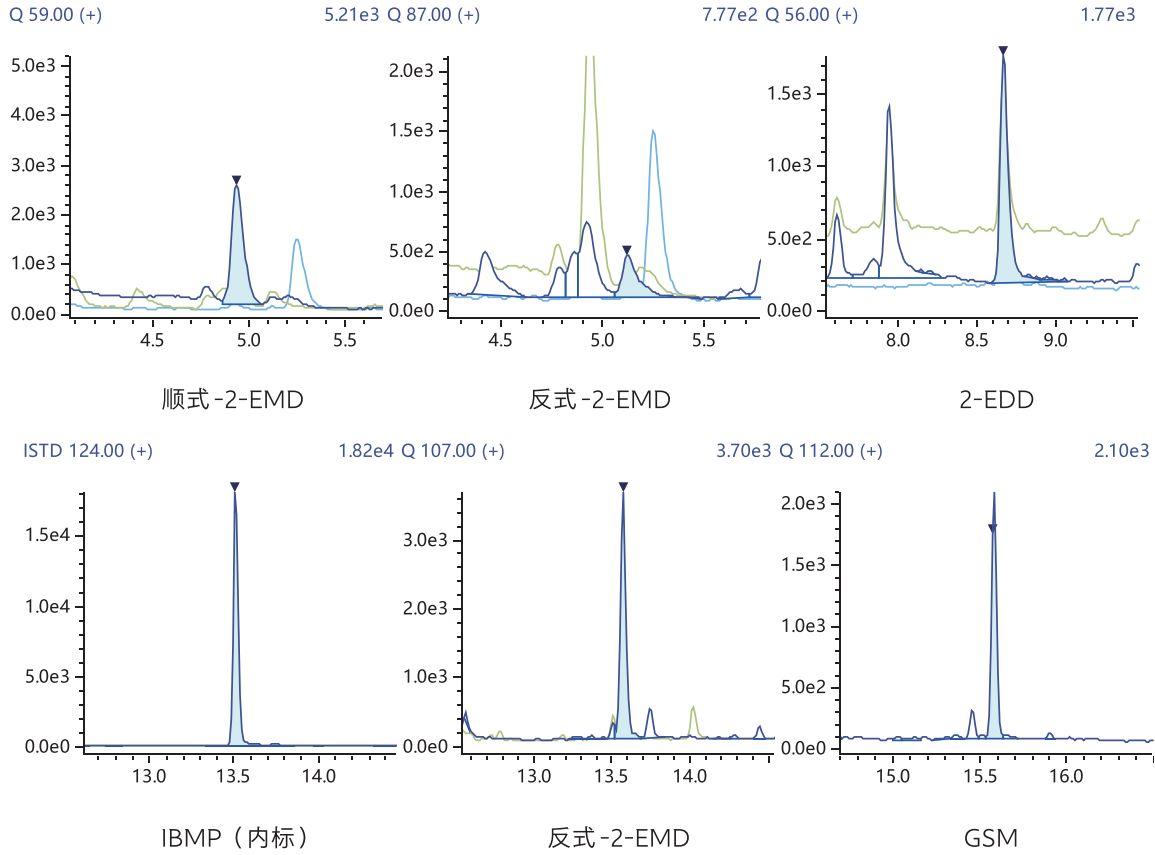 Q 59.00 (+) 5.21e3 Q 87.00 (+) 7.77e2 Q 56.00 (+) 1.77e3
5.0e3
4.0e3
3.0e3
2.0e3
1.0e3
0.0e0
4.5 5.0 5.5
2.0e3
1.5e3
1.0e3
5.0e2
0.0e0
4.5 5.0 5.5
1.5e3
1.0e3
5.0e2
0.0e0
8.0 8.5 9.0
顺式-2-EMD 反式-2-EMD 2-EDD
ISTD 124.00 (+) 1.82e4 Q 107.00 (+) 3.70e3 Q 112.00 (+) 2.10e3
1.5e4
1.0e4
5.0e3
0.0e0
13.0 13.5 14.0
3.0e3
2.0e3
1.0e3
0.0e0
13.0 13.5 14.0
2.0e3
1.5e3
1.0e3
5.0e2
0.0e0
15.0 15.5 16.0
IBMP（内标） 反式-2-EMD GSM